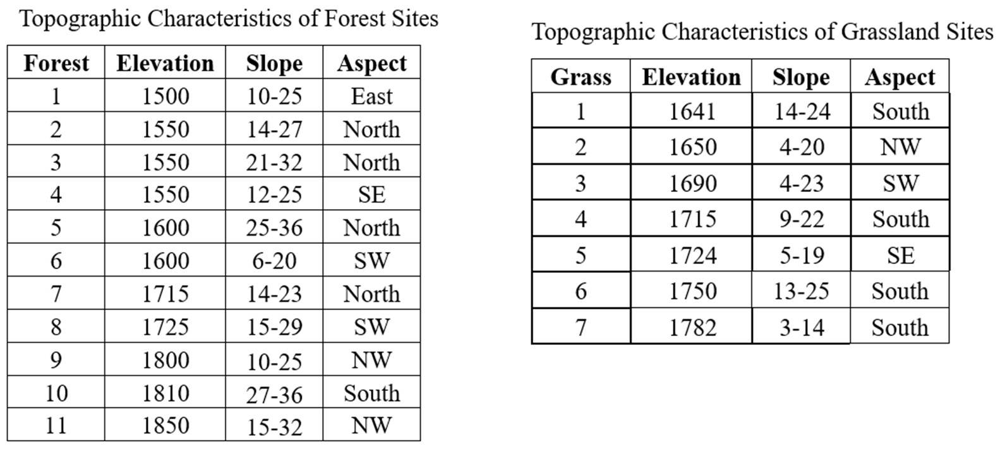 Topographic Characteristics of Forest Sites
Forest Elevation Slope Aspect
1 1500 10-25 East
2 1550 14-27 North
3 1550 21-32 North
4 1550 12-25 SE
5 1600 25-36 North
6 1600 6-20 SW
7 1715 14-23 North
8 1725 15-29 SW
9 1800 10-25 NW
10 1810 27-36 South
11 1850 15-32 NW
Topographic Characteristics of Grassland Sites
Grass Elevation Slope Aspect
1 1641 14-24 South
2 1650 4-20 NW
3 1690 4-23 SW
4 1715 9-22 South
5 1724 5-19 SE
6 1750 13-25 South
7 1782 3-14 South